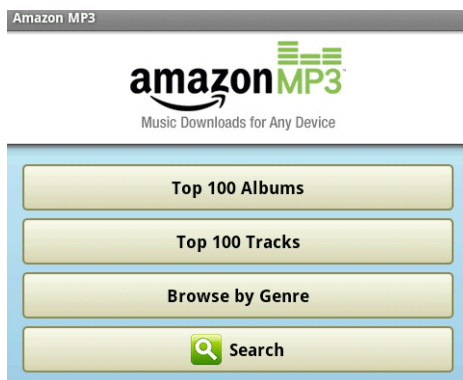 Amazon MP3
amazonMP3
Music Downloads for Any Device
Top 100 Albums
Top 100 Tracks
Browse by Genre
Search